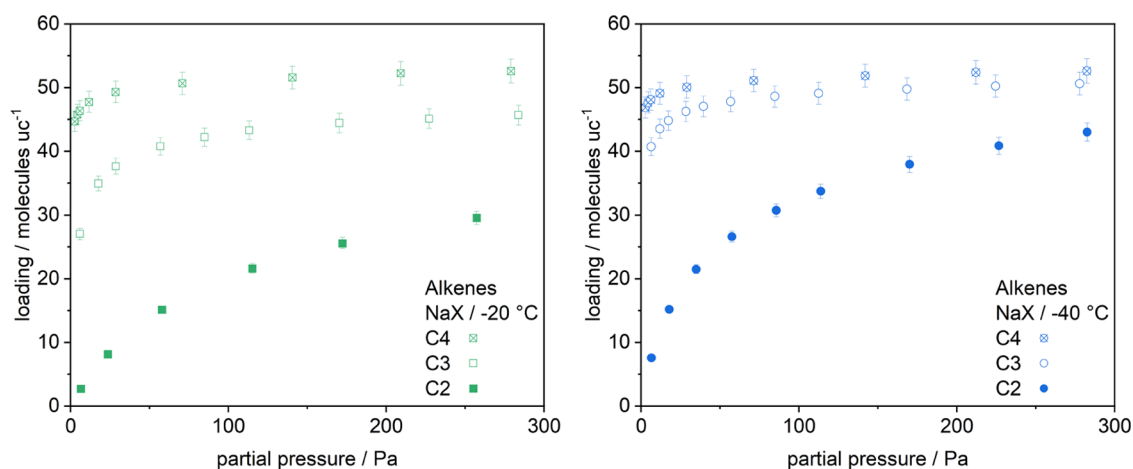 60
50
40
30
20
10
0
loading / molecules uc⁻¹
Alkenes
NaX / -20 °C
C4
C3
C2
0
100
200
300
partial pressure / Pa
60
50
40
30
20
10
0
loading / molecules uc⁻¹
Alkenes
NaX / -40 °C
C4
C3
C2
0
100
200
300
partial pressure / Pa